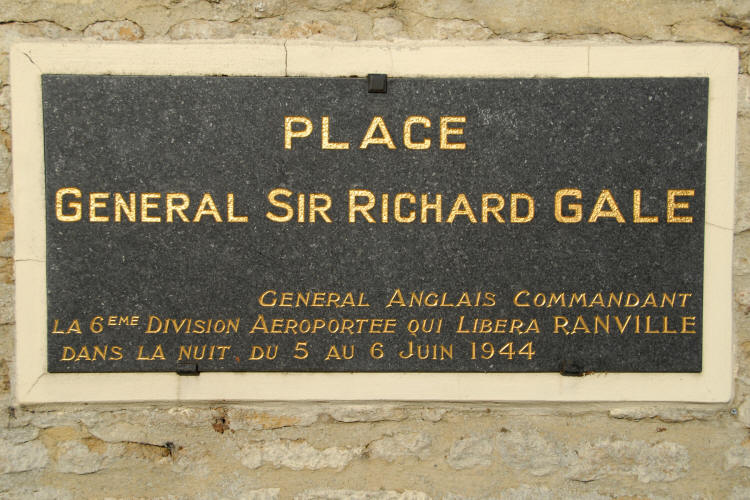 PLACE
GENERAL SIR RICHARD GALE
GENERAL ANGLAIS COMMANDANT
LA 6EME DIVISION AEROPORTEE QUI LIBERA RANVILLE
DANS LA NUIT, DU 5 AU 6 JUIN 1944